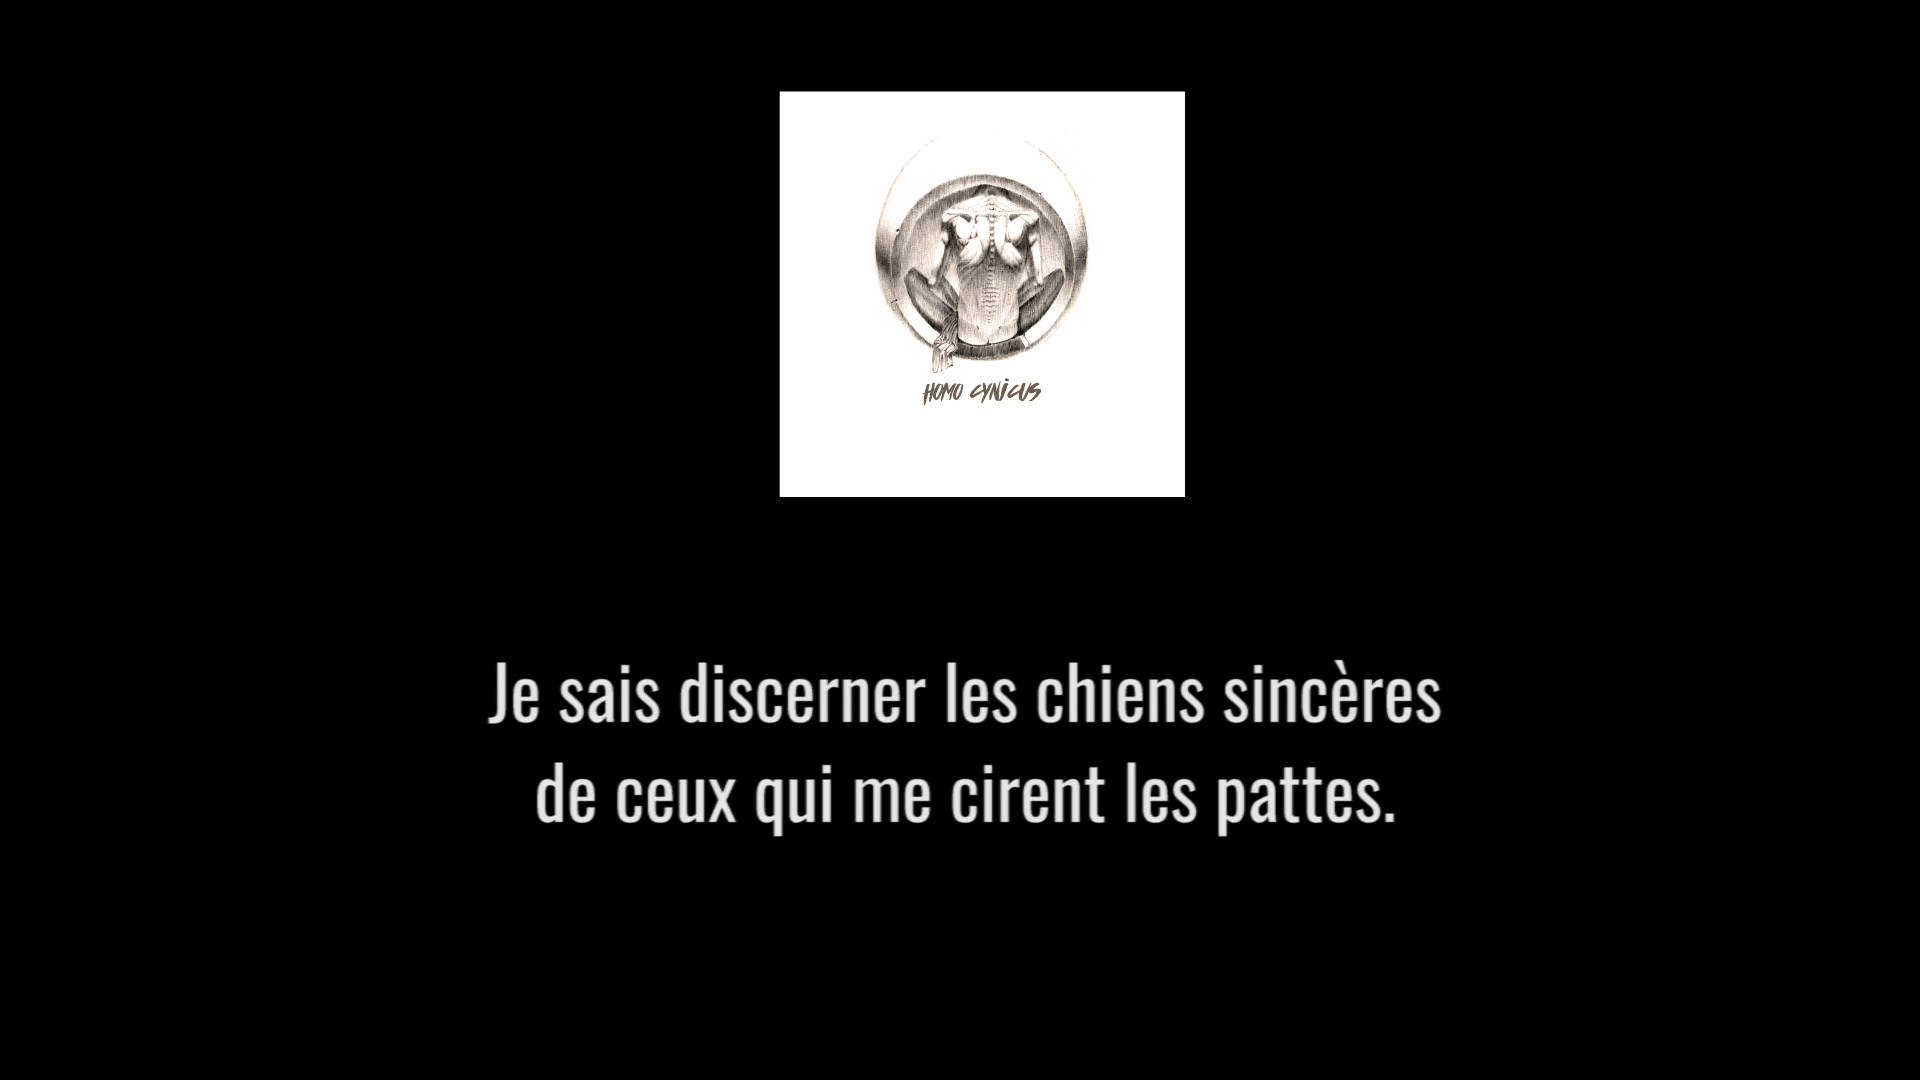 HOMO CYNiCUS
Je sais discerner les chiens sincères
de ceux qui me cirent les pattes.